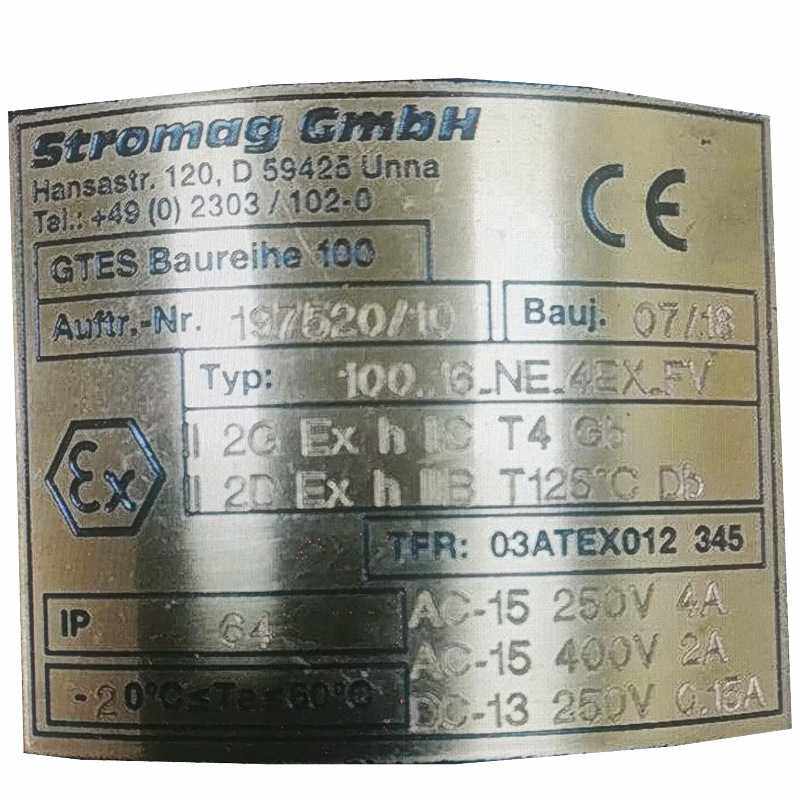 Stromag GmbH
Hansastr. 120, D 59425 Unna
Tel.: +49 (0) 2303 / 102-0
CE
GTES Baureihe 100
Auftr.-Nr. 197520/10
Bauj. 07/18
Typ: 100 16_NE_4EX_FV
Ex
II 2G Ex h IIC T4 Gb
II 2D Ex h IIIB T125°C Db
TFR: 03ATEX012 345
IP 64
AC-15 250V 4A
AC-15 400V 2A
-20°C≤Ta≤60°C
DC-13 250V 0.15A